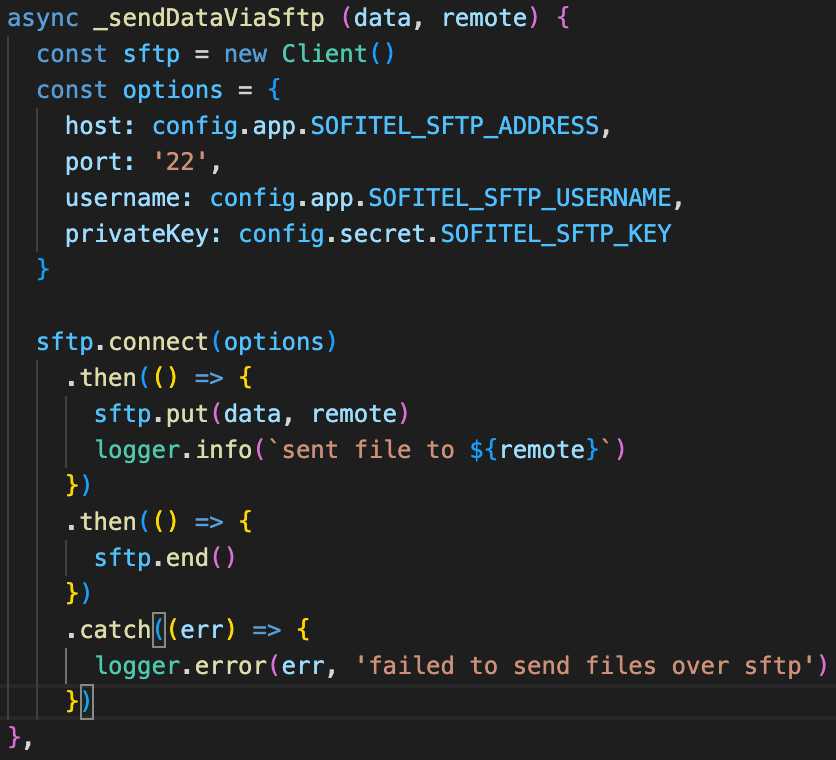 async _sendDataViaSftp (data, remote) {
  const sftp = new Client()
  const options = {
    host: config.app.SOFITEL_SFTP_ADDRESS,
    port: '22',
    username: config.app.SOFITEL_SFTP_USERNAME,
    privateKey: config.secret.SOFITEL_SFTP_KEY
  }

  sftp.connect(options)
    .then(() => {
      sftp.put(data, remote)
      logger.info(`sent file to ${remote}`)
    })
    .then(() => {
      sftp.end()
    })
    .catch((err) => {
      logger.error(err, 'failed to send files over sftp')
    })
},